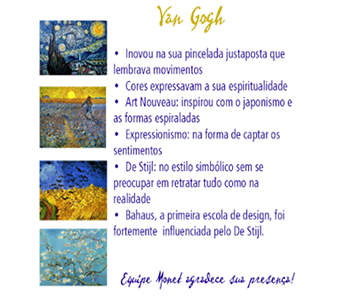 Van Gogh
• Inovou na sua pincelada justaposta que
lembrava movimentos
• Cores expressavam a sua espiritualidade
• Art Nouveau: inspirou com o japonismo e
as formas espiraladas
• Expressionismo: na forma de captar os
sentimentos
• De Stijl: no estilo simbólico sem se
preocupar em retratar tudo como na
realidade
• Bahaus, a primeira escola de design, foi
fortemente influenciada pelo De Stijl.
Equipe Monet agradece sua presença!